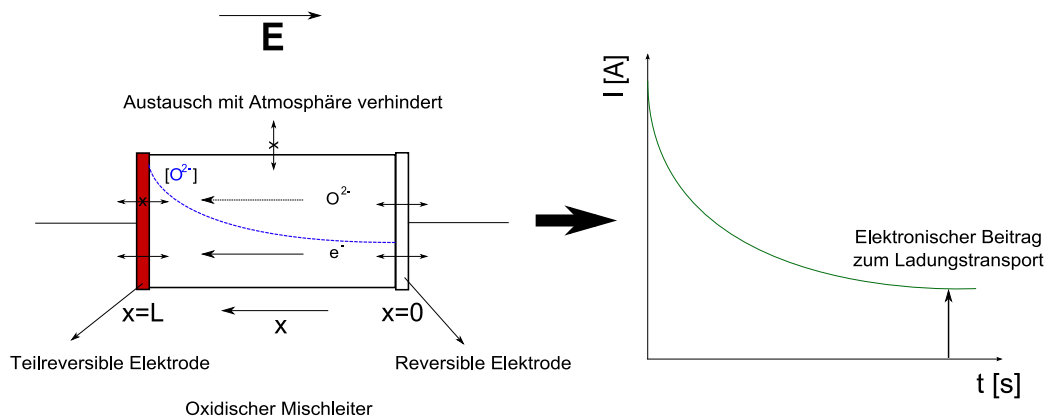 E
Austausch mit Atmosphäre verhindert
x
[O²⁻]
x
O²⁻
e⁻
x=L
x
x=0
Teilreversible Elektrode
Reversible Elektrode
Oxidischer Mischleiter
I [A]
Elektronischer Beitrag
zum Ladungstransport
t [s]